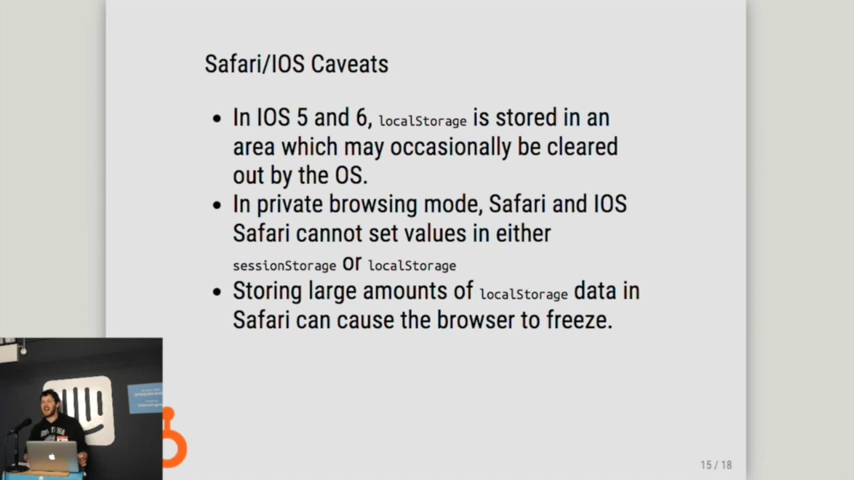 Safari/IOS Caveats
• In IOS 5 and 6, localStorage is stored in an
area which may occasionally be cleared
out by the OS.
• In private browsing mode, Safari and IOS
Safari cannot set values in either
sessionStorage or localStorage
• Storing large amounts of localStorage data in
Safari can cause the browser to freeze.
15 / 18